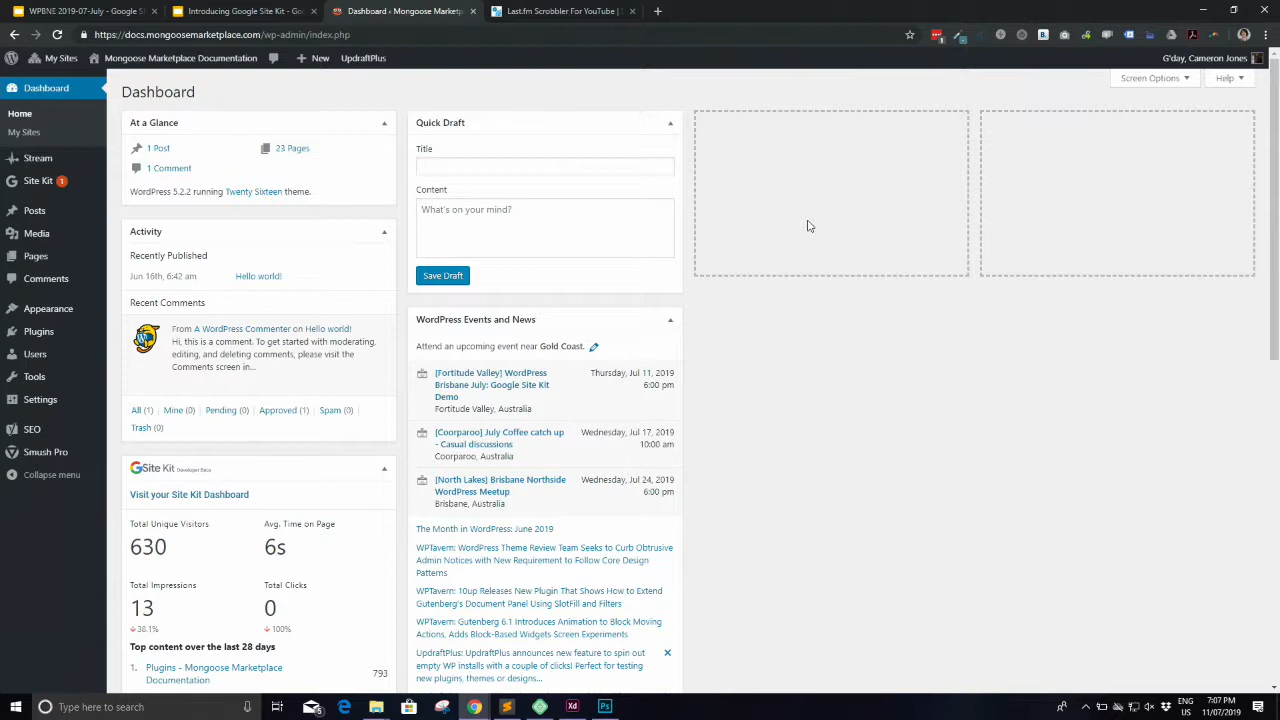 WPBNE 2019-07-July - Google Sl
Introducing Google Site Kit - Go
Dashboard ‹ Mongoose Marketp
Last.fm Scrobbler For YouTube | 
https://docs.mongoosemarketplace.com/wp-admin/index.php
My Sites
Mongoose Marketplace Documentation
New
UpdraftPlus
G'day, Cameron Jones
Dashboard
Home
My Sites
Stream
Site Kit 1
Posts
Media
Pages
Comments
Appearance
Plugins
Users
Tools
Settings
SEO
Smush Pro
Collapse menu
Screen Options
Help
Dashboard
At a Glance
1 Post
23 Pages
1 Comment
WordPress 5.2.2 running Twenty Sixteen theme.
Activity
Recently Published
Jun 16th, 6:42 am
Hello world!
Recent Comments
From A WordPress Commenter on Hello world!
Hi, this is a comment. To get started with moderating,
editing, and deleting comments, please visit the
Comments screen in…
All (1) | Mine (0) | Pending (0) | Approved (1) | Spam (0) |
Trash (0)
Site Kit Developer Beta
Visit your Site Kit Dashboard
Total Unique Visitors
Avg. Time on Page
630
6s
Total Impressions
Total Clicks
13
0
38.1%
100%
Top content over the last 28 days
1. Plugins - Mongoose Marketplace
Documentation
793
Quick Draft
Title
Content
What's on your mind?
Save Draft
WordPress Events and News
Attend an upcoming event near Gold Coast.
[Fortitude Valley] WordPress
Brisbane July: Google Site Kit
Demo
Fortitude Valley, Australia
Thursday, Jul 11, 2019
6:00 pm
[Coorparoo] July Coffee catch up
- Casual discussions
Coorparoo, Australia
Wednesday, Jul 17, 2019
10:00 am
[North Lakes] Brisbane Northside
WordPress Meetup
Brisbane, Australia
Wednesday, Jul 24, 2019
6:00 pm
The Month in WordPress: June 2019
WPTavern: WordPress Theme Review Team Seeks to Curb Obtrusive
Admin Notices with New Requirement to Follow Core Design
Patterns
WPTavern: 10up Releases New Plugin That Shows How to Extend
Gutenberg's Document Panel Using SlotFill and Filters
WPTavern: Gutenberg 6.1 Introduces Animation to Block Moving
Actions, Adds Block-Based Widgets Screen Experiments
UpdraftPlus: UpdraftPlus announces new feature to spin out
empty WP installs with a couple of clicks! Perfect for testing
new plugins, themes or designs...
Type here to search
ENG
US
7:07 PM
11/07/2019